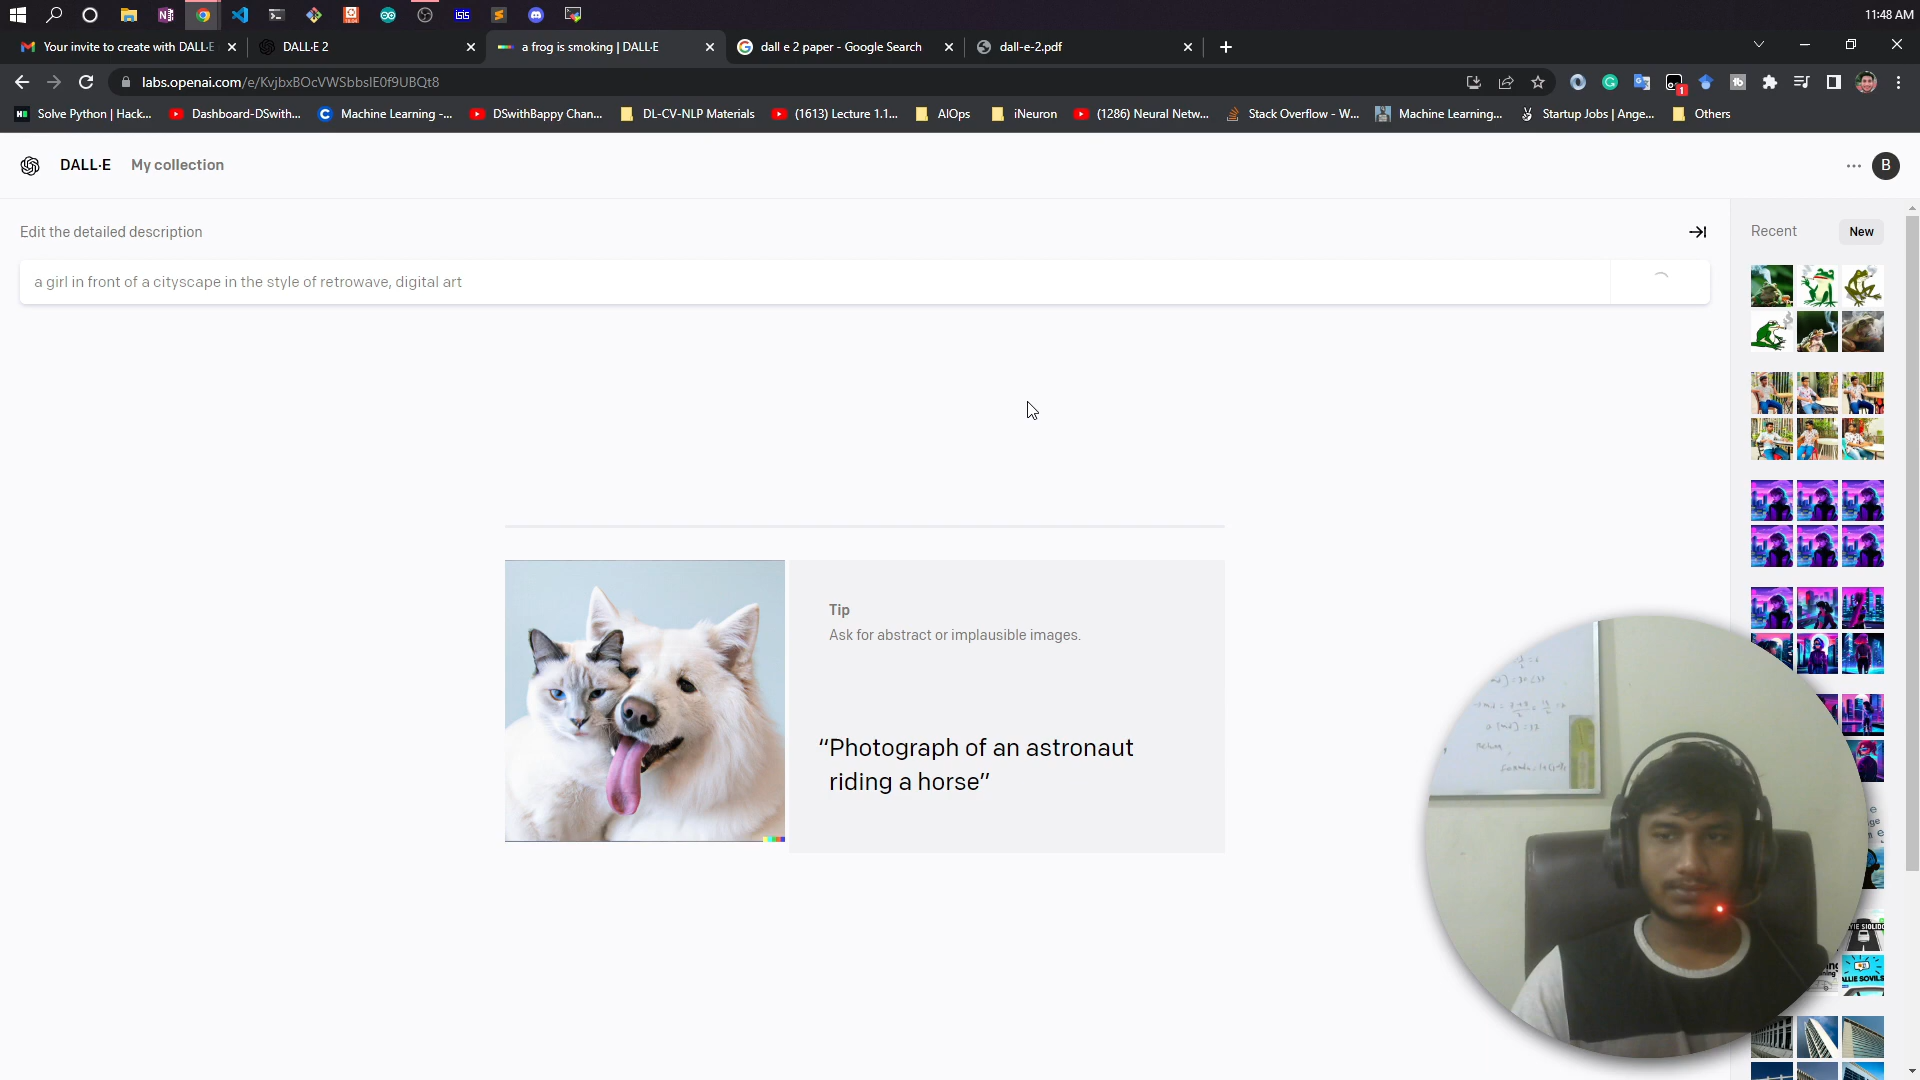 11:48 AM
Your invite to create with DALL·E
DALL·E 2
a frog is smoking | DALL·E
dall e 2 paper - Google Search
dall-e-2.pdf
labs.openai.com/e/KvjbxBOcVWSbbsIE0f9UBQt8
1
Solve Python | Hack...
Dashboard-DSwith...
Machine Learning -...
DSwithBappy Chan...
DL-CV-NLP Materials
(1613) Lecture 1.1...
AIOps
iNeuron
(1286) Neural Netw...
Stack Overflow - W...
Machine Learning...
Startup Jobs | Ange...
Others
DALL·E
My collection
B
Edit the detailed description
Recent
New
a girl in front of a cityscape in the style of retrowave, digital art
Tip
Ask for abstract or implausible images.
“Photograph of an astronaut
riding a horse”